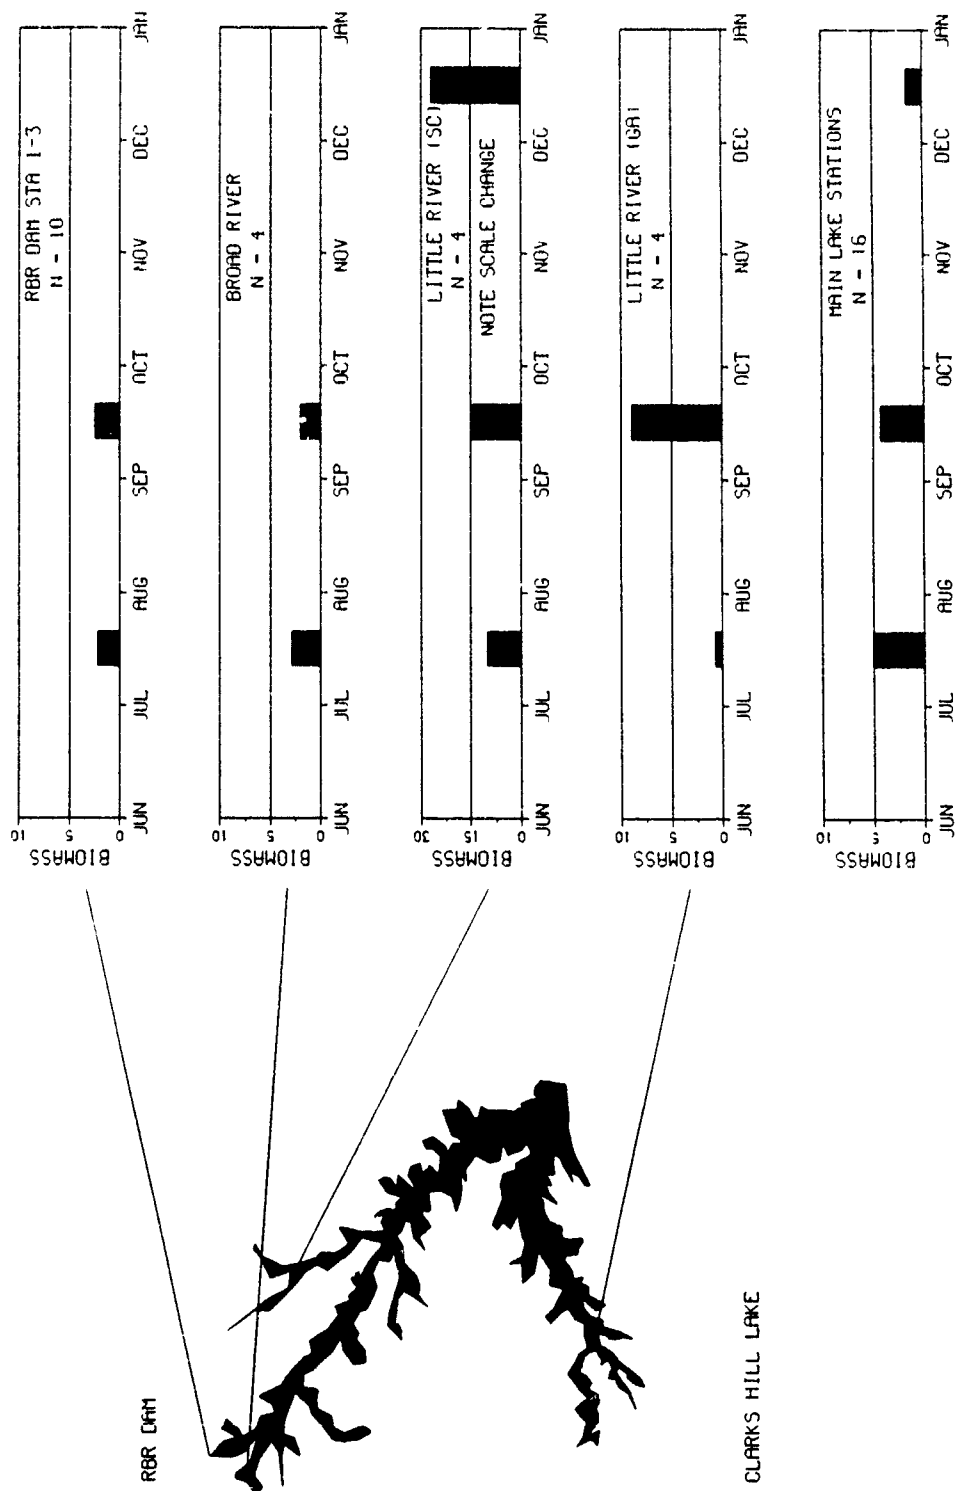 RBR DAM STA 1-3
N - 10
BIOMASS
10
5
0
JUN JUL AUG SEP OCT NOV DEC JAN
BROAD RIVER
N - 4
BIOMASS
10
5
0
JUN JUL AUG SEP OCT NOV DEC JAN
LITTLE RIVER (SC)
N - 4
NOTE SCALE CHANGE
BIOMASS
30
15
0
JUN JUL AUG SEP OCT NOV DEC JAN
LITTLE RIVER (GA)
N - 4
BIOMASS
10
5
0
JUN JUL AUG SEP OCT NOV DEC JAN
MAIN LAKE STATIONS
N - 16
BIOMASS
10
5
0
JUN JUL AUG SEP OCT NOV DEC JAN
RBR DAM
CLARKS HILL LAKE